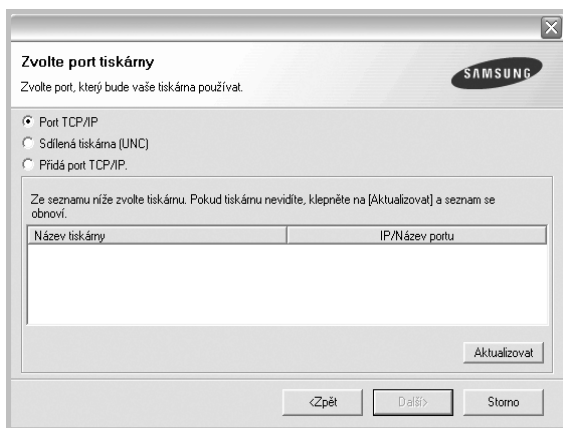 Zvolte port tiskárny
Zvolte port, který bude vaše tiskárna používat.
SAMSUNG
Port TCP/IP
Sdílená tiskárna (UNC)
Přidá port TCP/IP.
Ze seznamu níže zvolte tiskárnu. Pokud tiskárnu nevidíte, klepněte na [Aktualizovat] a seznam se
obnoví.
Název tiskárny
IP/Název portu
Aktualizovat
<Zpět
Další>
Storno